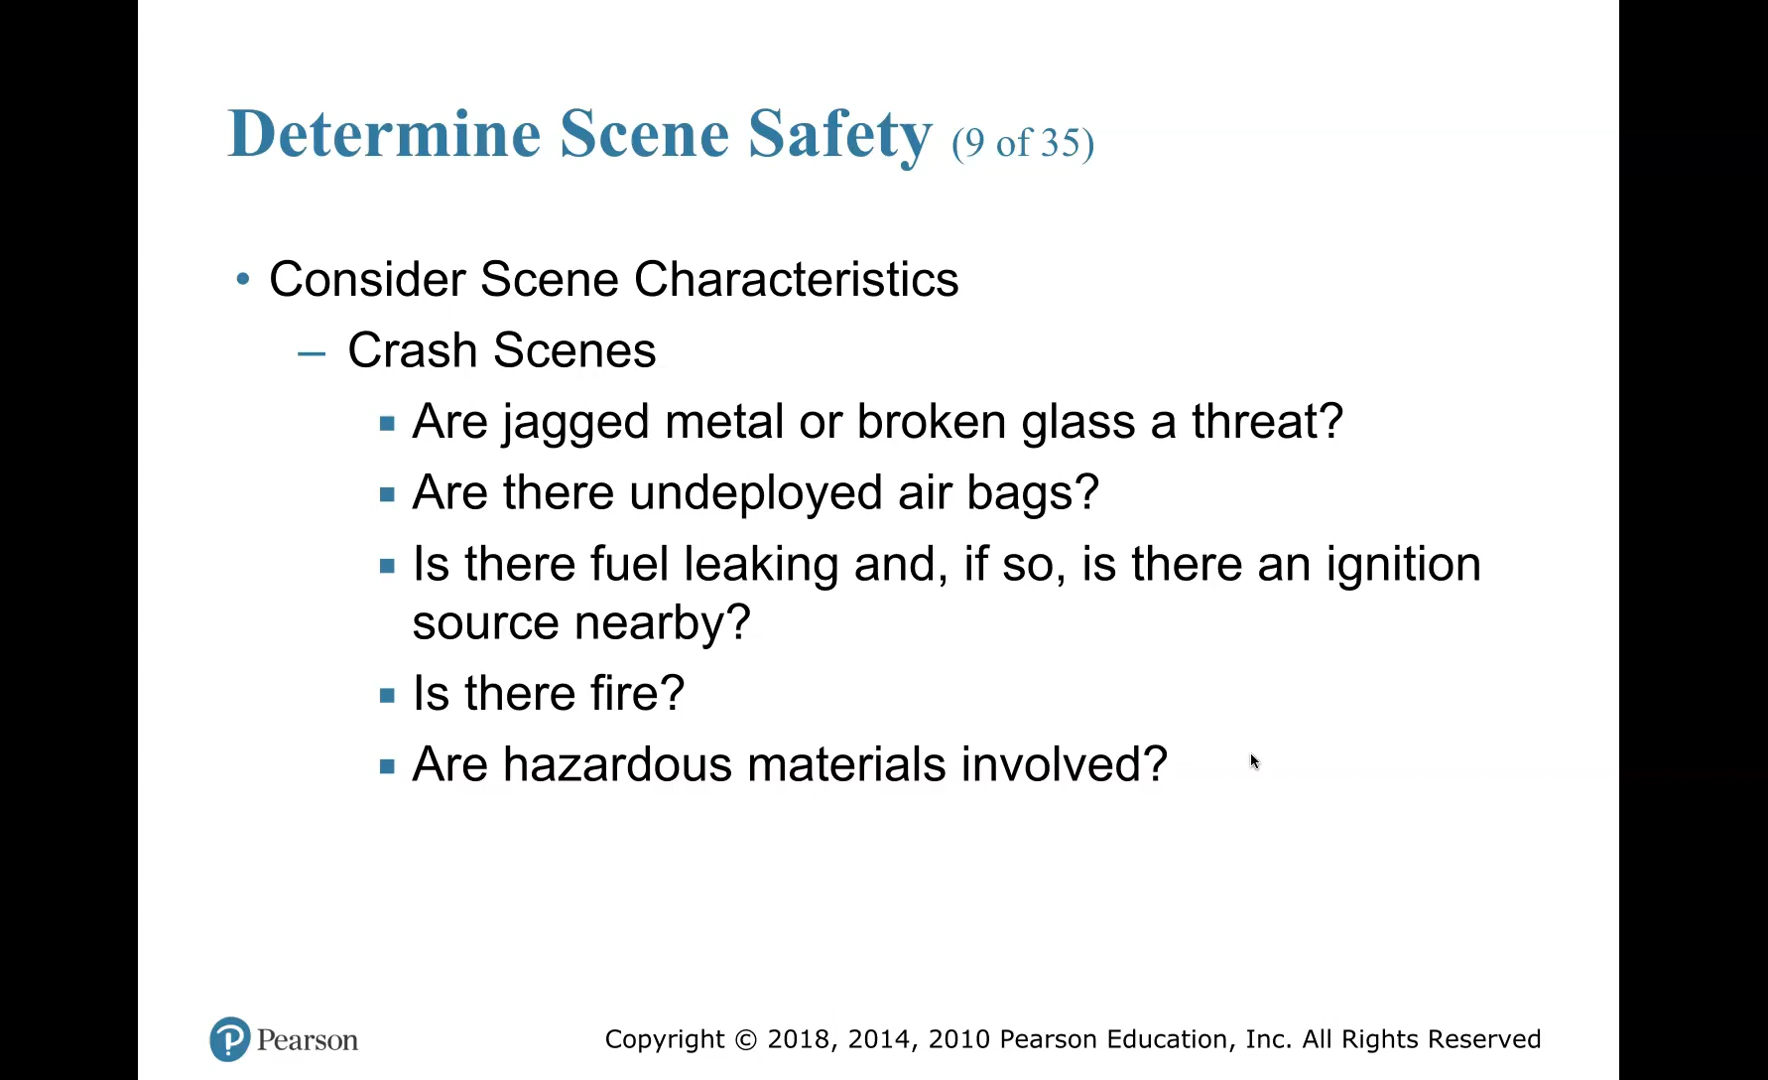 Determine Scene Safety (9 of 35)
• Consider Scene Characteristics
– Crash Scenes
▪ Are jagged metal or broken glass a threat?
▪ Are there undeployed air bags?
▪ Is there fuel leaking and, if so, is there an ignition
source nearby?
▪ Is there fire?
▪ Are hazardous materials involved?
P Pearson
Copyright © 2018, 2014, 2010 Pearson Education, Inc. All Rights Reserved